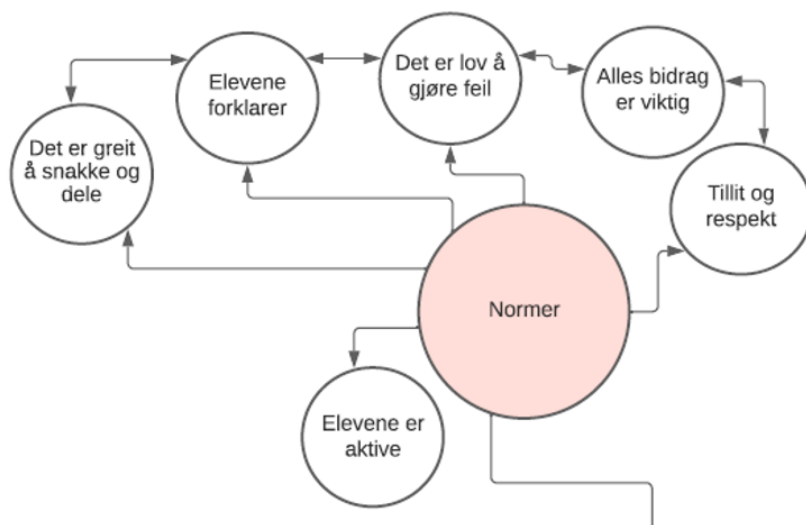 Elevene
forklarer
Det er lov å
gjøre feil
Alles bidrag
er viktig
Det er greit
å snakke og
dele
Tillit og
respekt
Normer
Elevene er
aktive